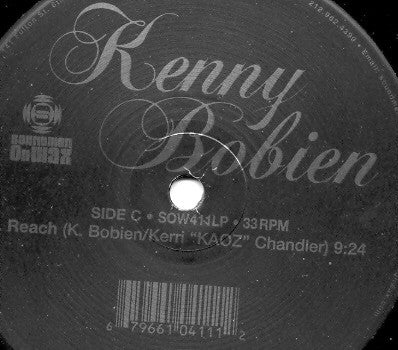 Kenny
Bobien
SIDE C • SOW411LP • 33RPM
Reach (K. Bobien/Kerri "KAOZ" Chandler) 9:24
6 79661 04111 2